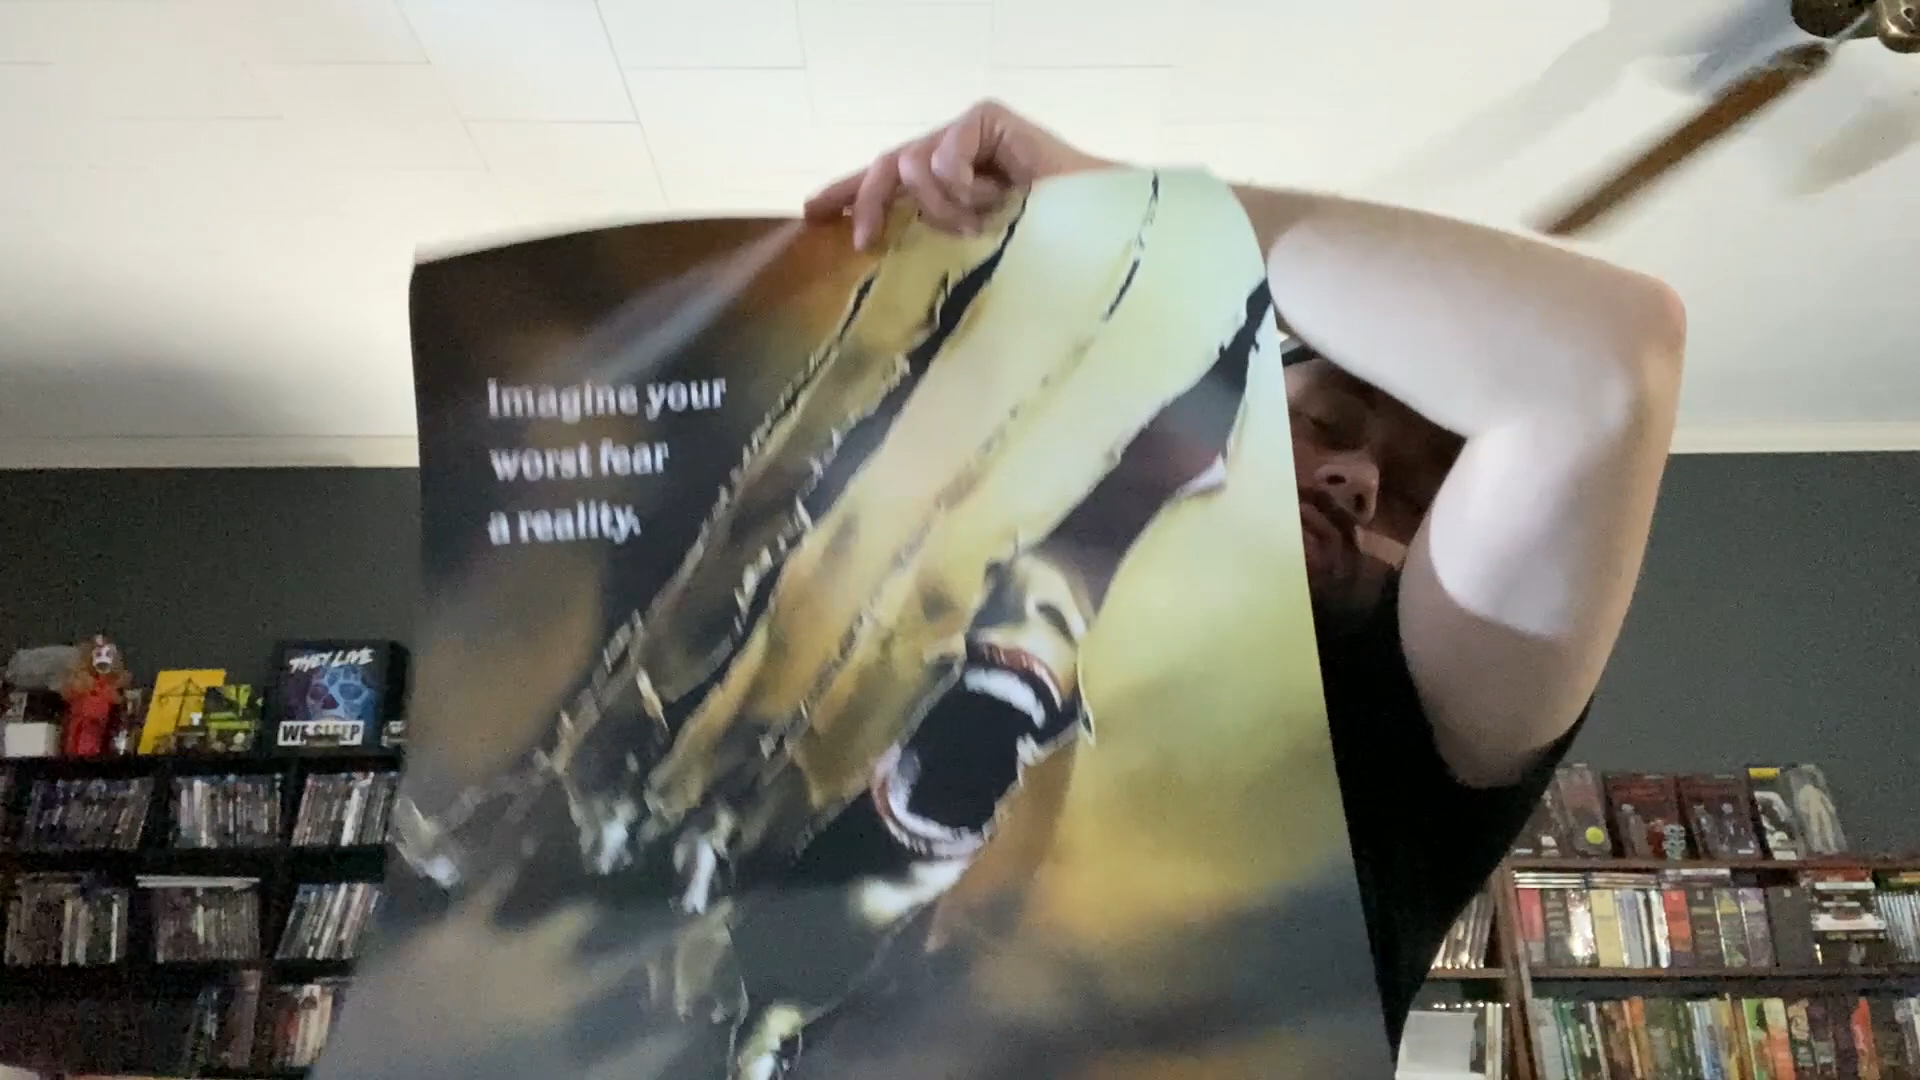 Imagine your
worst fear
a reality.
THEY LIVE
WE SLEEP